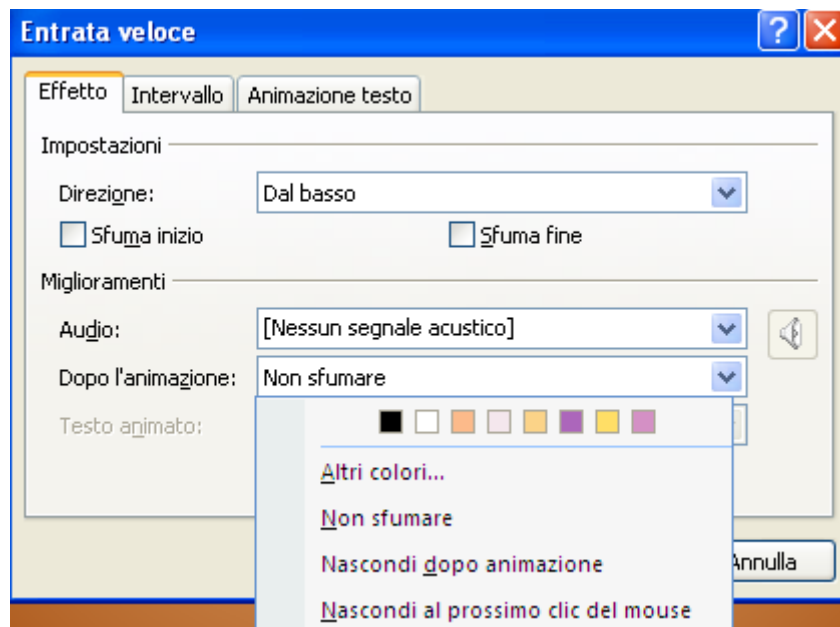 Entrata veloce
Effetto Intervallo Animazione testo
Impostazioni
Direzione: Dal basso
Sfuma inizio Sfuma fine
Miglioramenti
Audio: [Nessun segnale acustico]
Dopo l'animazione: Non sfumare
Testo animato:
Altri colori...
Non sfumare
Nascondi dopo animazione
Annulla
Nascondi al prossimo clic del mouse